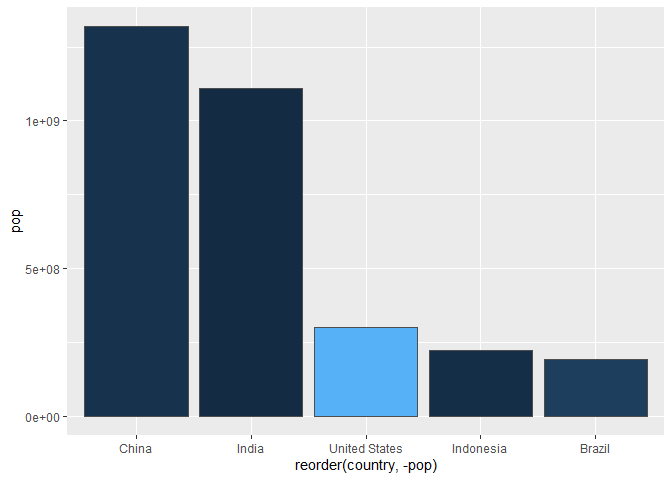 pop
1e+09
5e+08
0e+00
China India United States Indonesia Brazil
reorder(country, -pop)